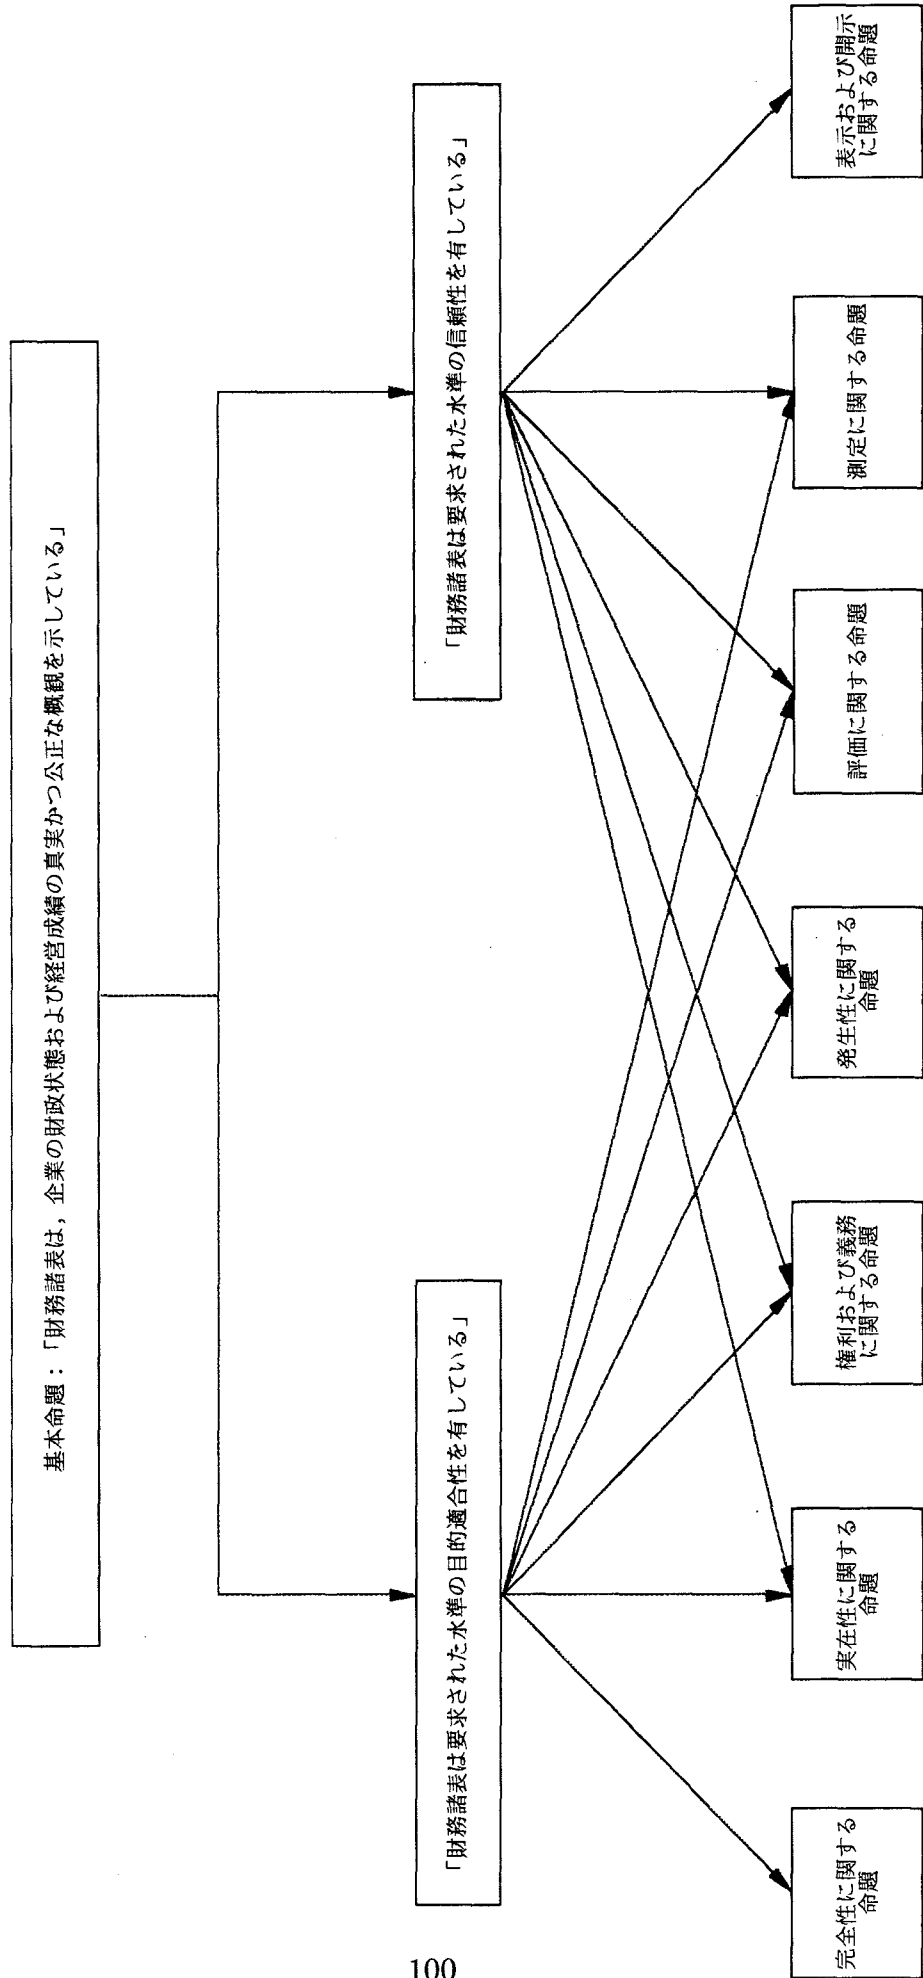 基本命題：「財務諸表は，企業の財政状態および経営成績の真実かつ公正な概観を示している」
「財務諸表は要求された水準の目的適合性を有している」
「財務諸表は要求された水準の信頼性を有している」
完全性に関する
命題
実在性に関する
命題
権利および義務
に関する命題
発生性に関する
命題
評価に関する命題
測定に関する命題
表示および開示
に関する命題
100